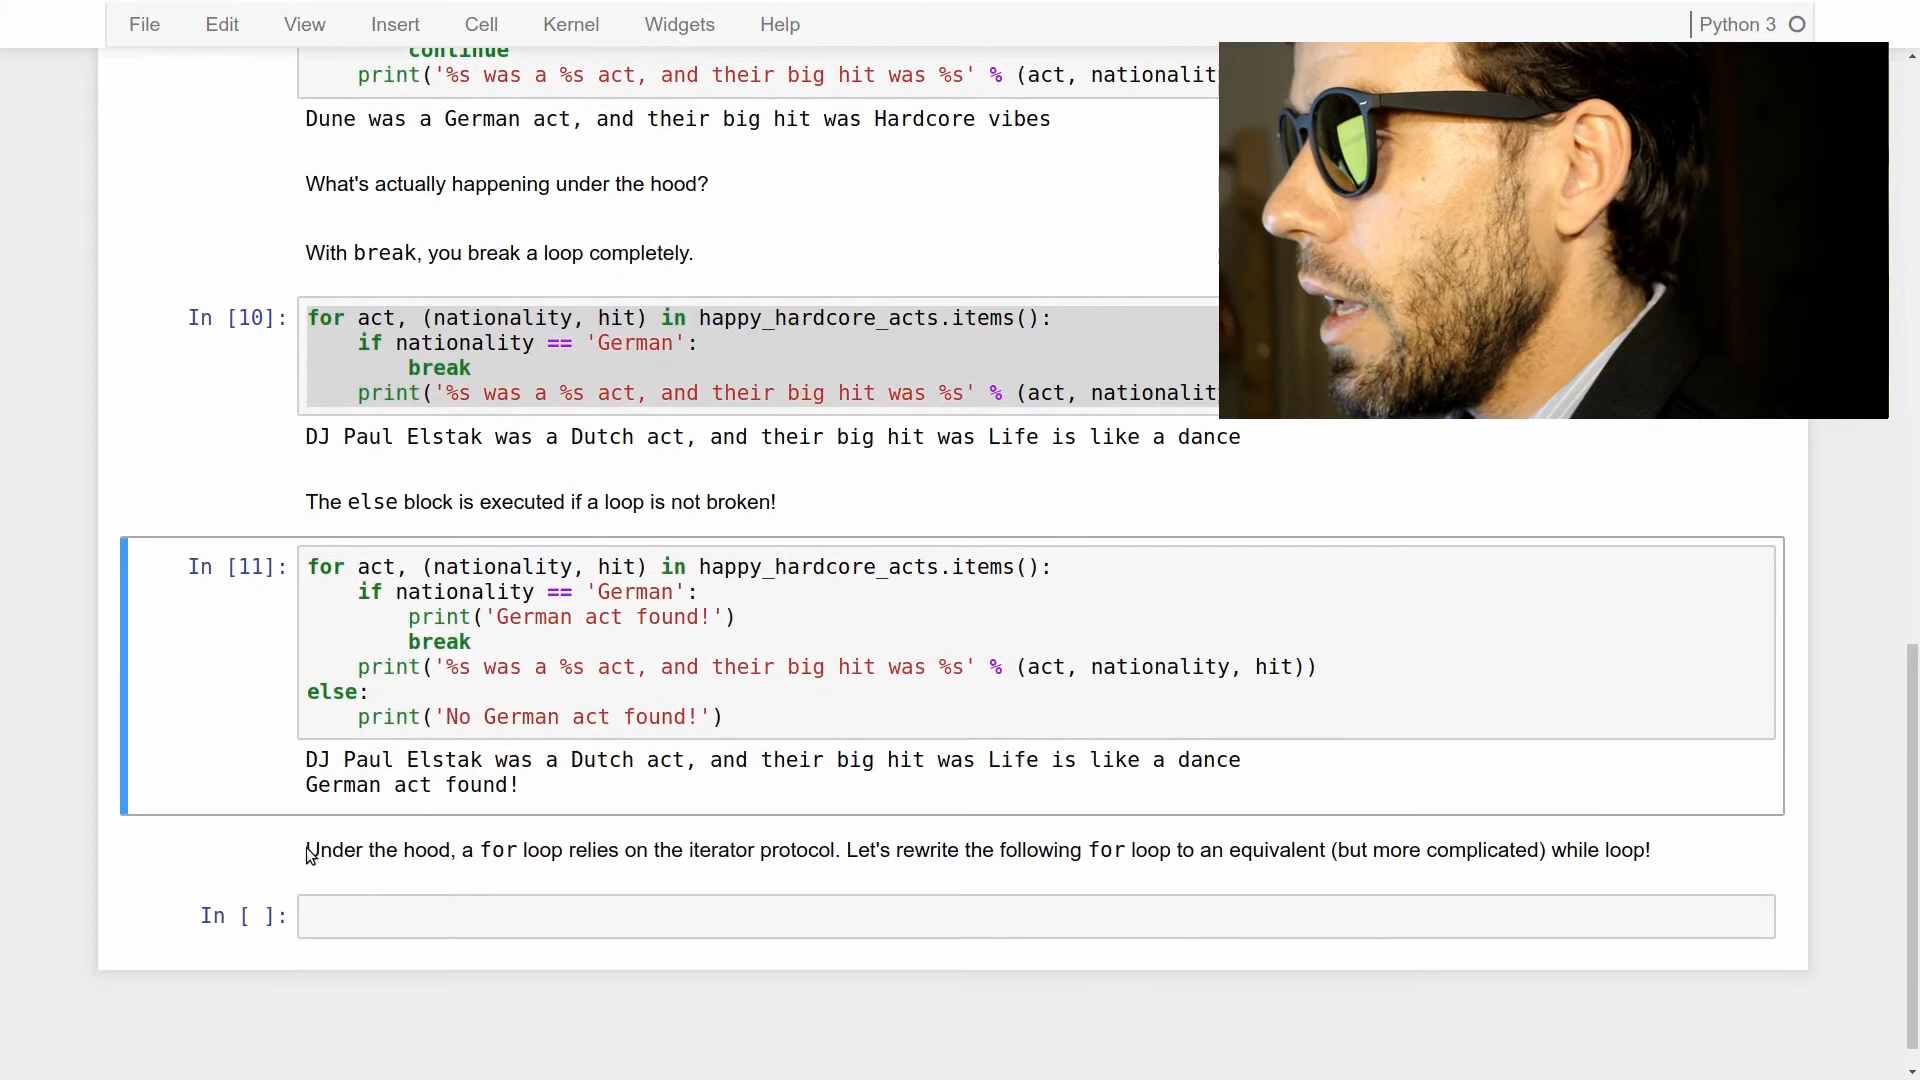 File Edit View Insert Cell Kernel Widgets Help Python 3
continue
print('%s was a %s act, and their big hit was %s' % (act, nationalit
Dune was a German act, and their big hit was Hardcore vibes
What's actually happening under the hood?
With break, you break a loop completely.
In [10]: for act, (nationality, hit) in happy_hardcore_acts.items():
if nationality == 'German':
break
print('%s was a %s act, and their big hit was %s' % (act, nationalit
DJ Paul Elstak was a Dutch act, and their big hit was Life is like a dance
The else block is executed if a loop is not broken!
In [11]: for act, (nationality, hit) in happy_hardcore_acts.items():
if nationality == 'German':
print('German act found!')
break
print('%s was a %s act, and their big hit was %s' % (act, nationality, hit))
else:
print('No German act found!')
DJ Paul Elstak was a Dutch act, and their big hit was Life is like a dance
German act found!
Under the hood, a for loop relies on the iterator protocol. Let's rewrite the following for loop to an equivalent (but more complicated) while loop!
In [ ]: